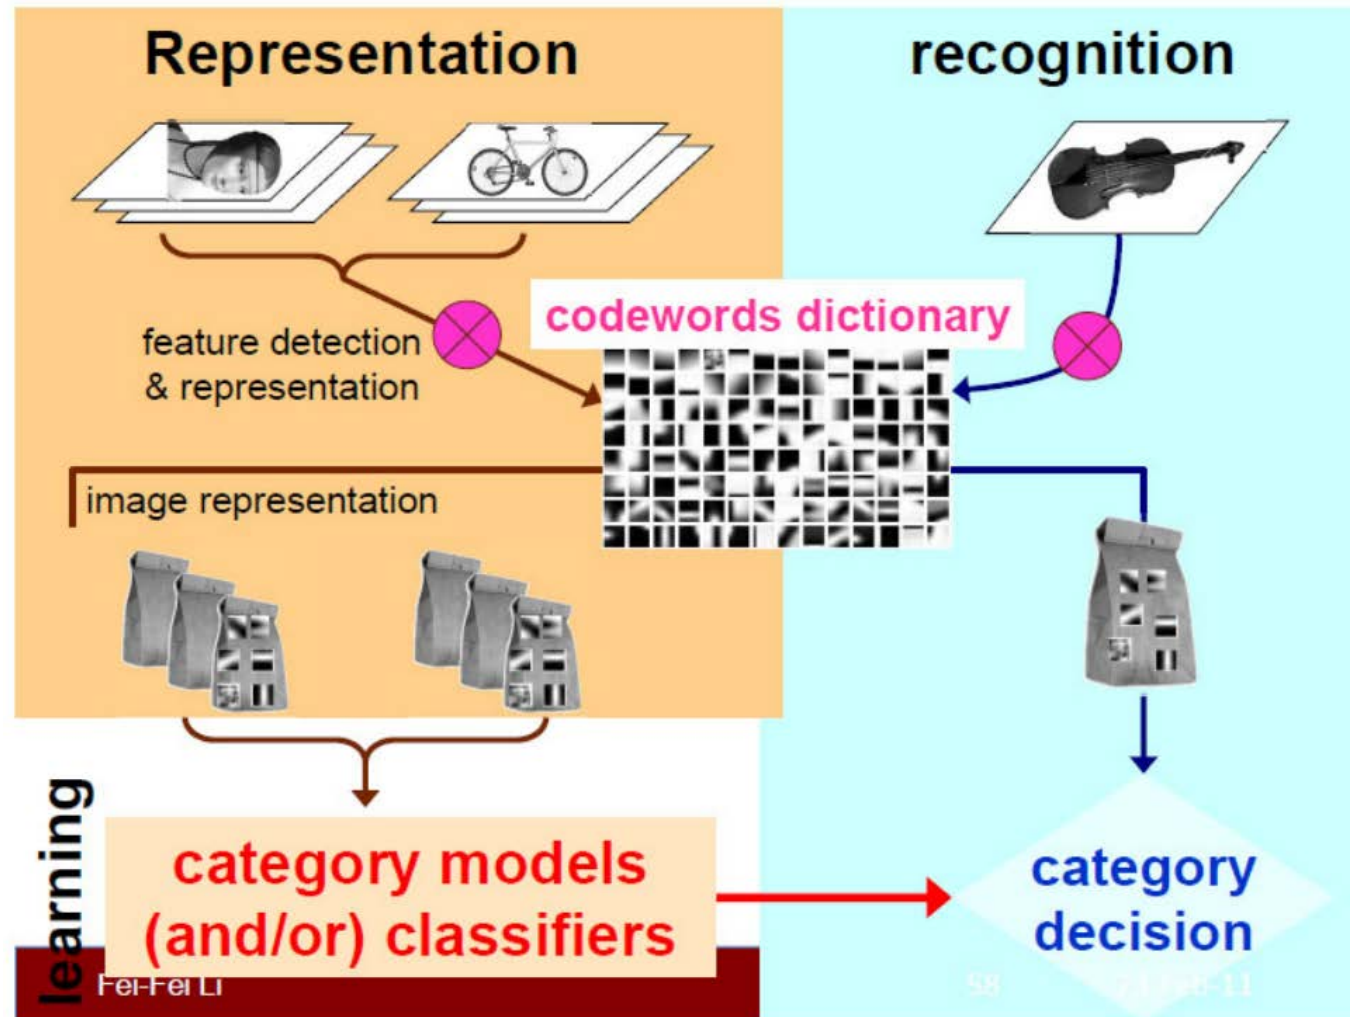 Representation
recognition
codewords dictionary
feature detection
& representation
image representation
learning
category models
(and/or) classifiers
category
decision
Fei-Fei Li
58